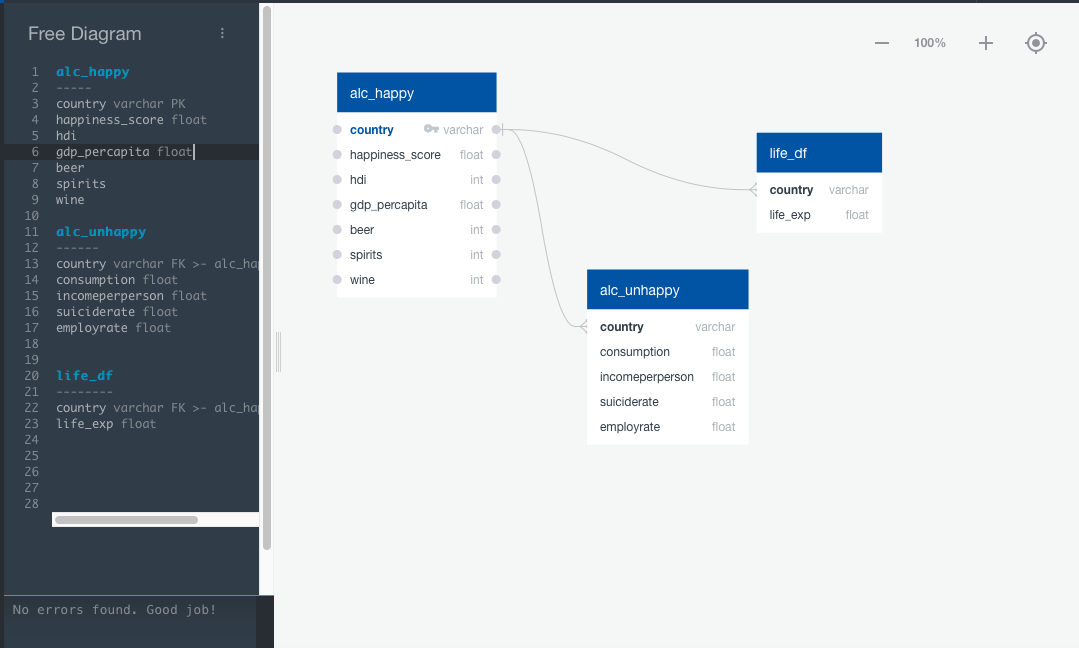 Free Diagram
1 alc_happy
2 -----
3 country varchar PK
4 happiness_score float
5 hdi
6 gdp_percapita float
7 beer
8 spirits
9 wine
10
11 alc_unhappy
12 ------
13 country varchar FK >- alc_hap
14 consumption float
15 incomeperperson float
16 suiciderate float
17 employrate float
18
19
20 life_df
21 --------
22 country varchar FK >- alc_hap
23 life_exp float
24
25
26
27
28
No errors found. Good job!
100%
alc_happy
country varchar
happiness_score float
hdi int
gdp_percapita float
beer int
spirits int
wine int
life_df
country varchar
life_exp float
alc_unhappy
country varchar
consumption float
incomeperperson float
suiciderate float
employrate float